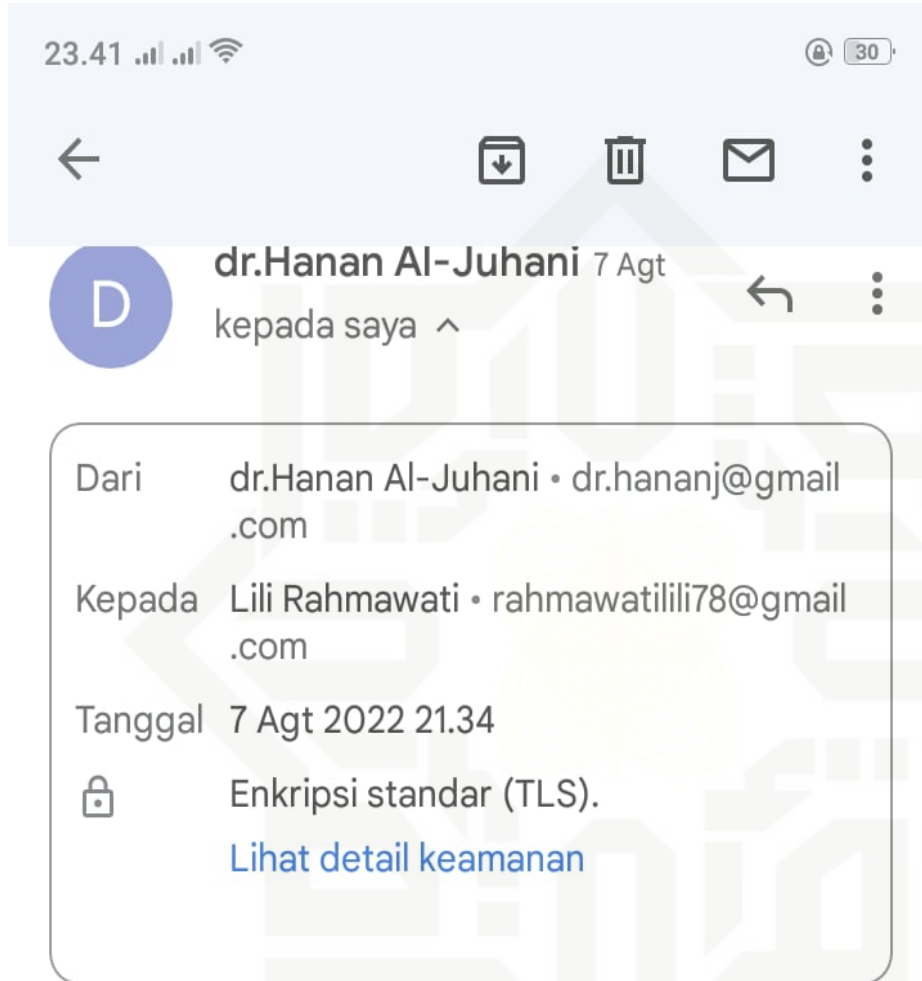 23.41
30
dr.Hanan Al-Juhani 7 Agt
kepada saya
D
Dari dr.Hanan Al-Juhani • dr.hananj@gmail
.com
Kepada Lili Rahmawati • rahmawatilili78@gmail
.com
Tanggal 7 Agt 2022 21.34
Enkripsi standar (TLS).
Lihat detail keamanan